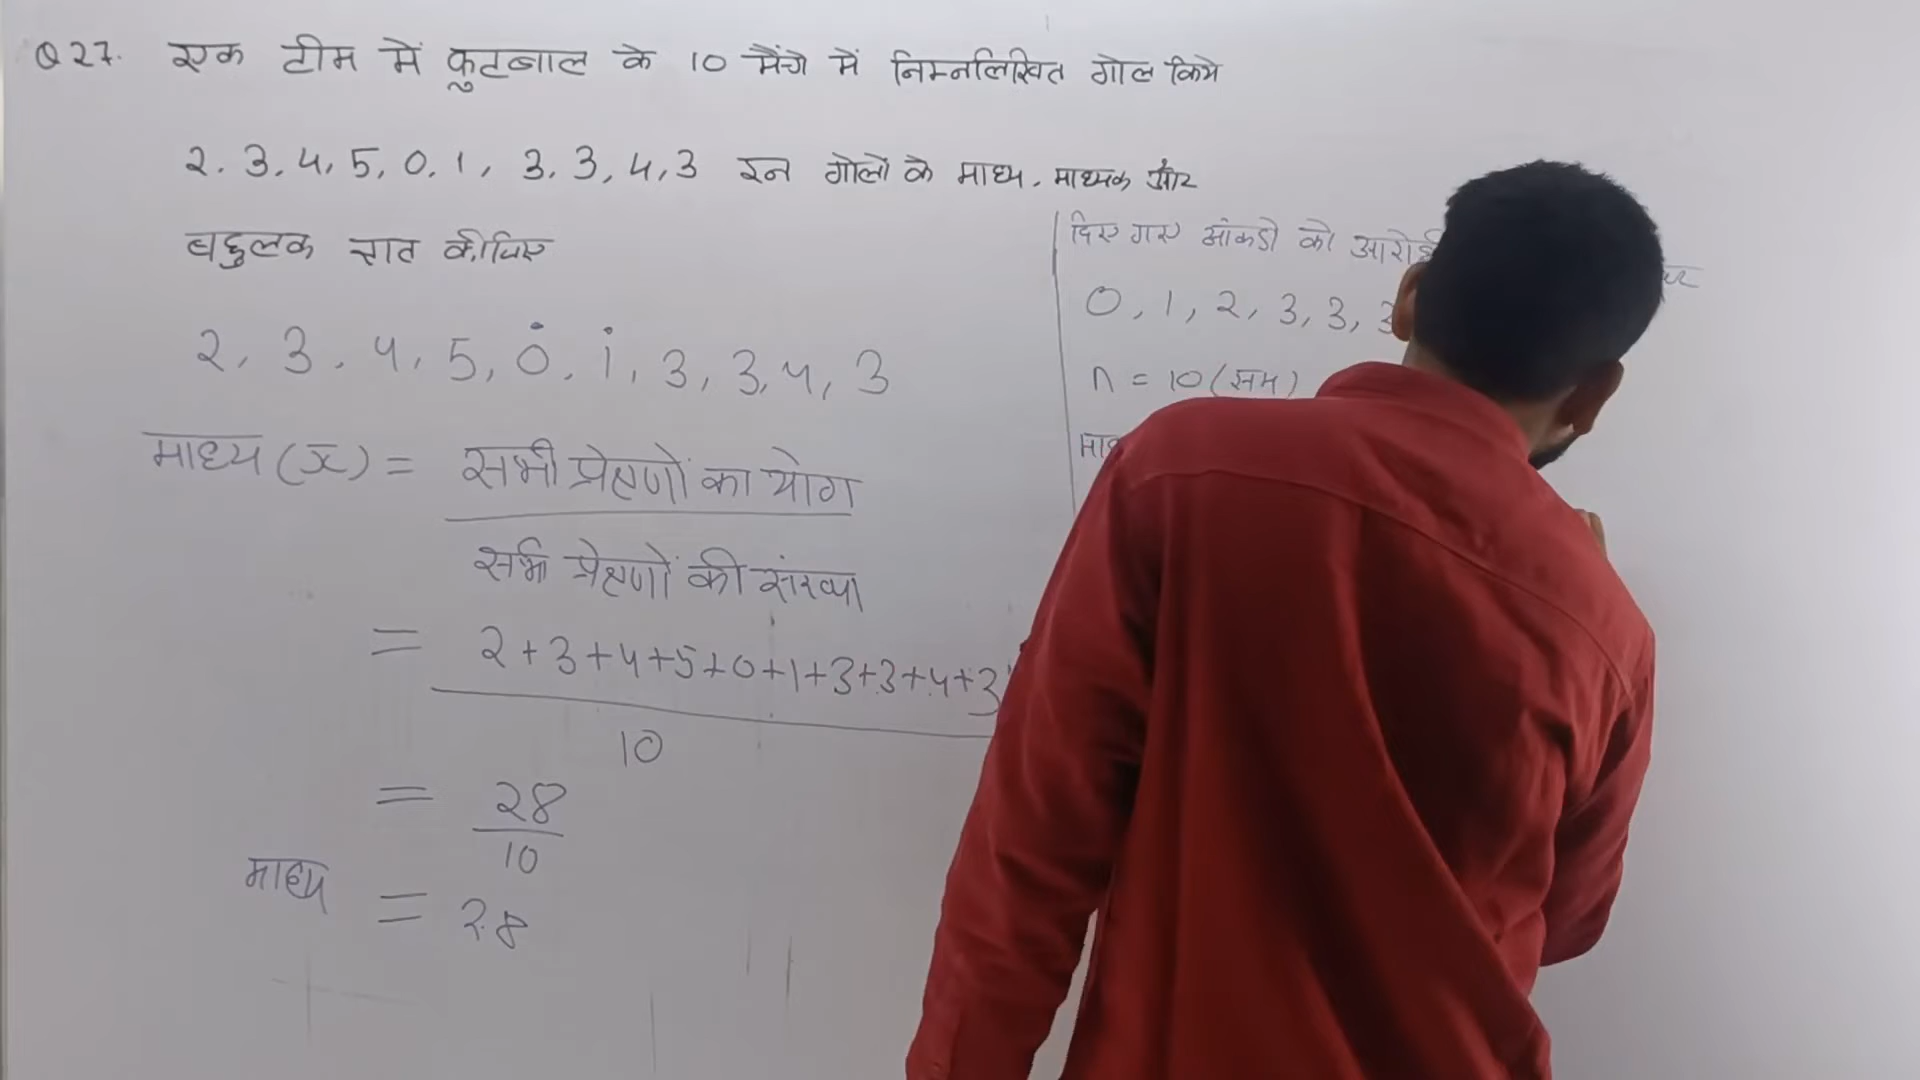 Q 27. एक टीम में फुटबाल के 10 मैचो में निम्नलिखित गोल किये
2, 3, 4, 5, 0, 1, 3, 3, 4, 3 इन गोलों के माध्य, माध्यक और
बहुलक ज्ञात कीजिए
2, 3, 4, 5, 0, 1, 3, 3, 4, 3
माध्य (x̄) = सभी प्रेक्षणों का योग
सभी प्रेक्षणों की संख्या
= 2+3+4+5+0+1+3+3+4+3
10
= 28
10
माध्य = 2.8
दिए गए आंकडो को आरोही
0, 1, 2, 3, 3, 3
n = 10 (सम)